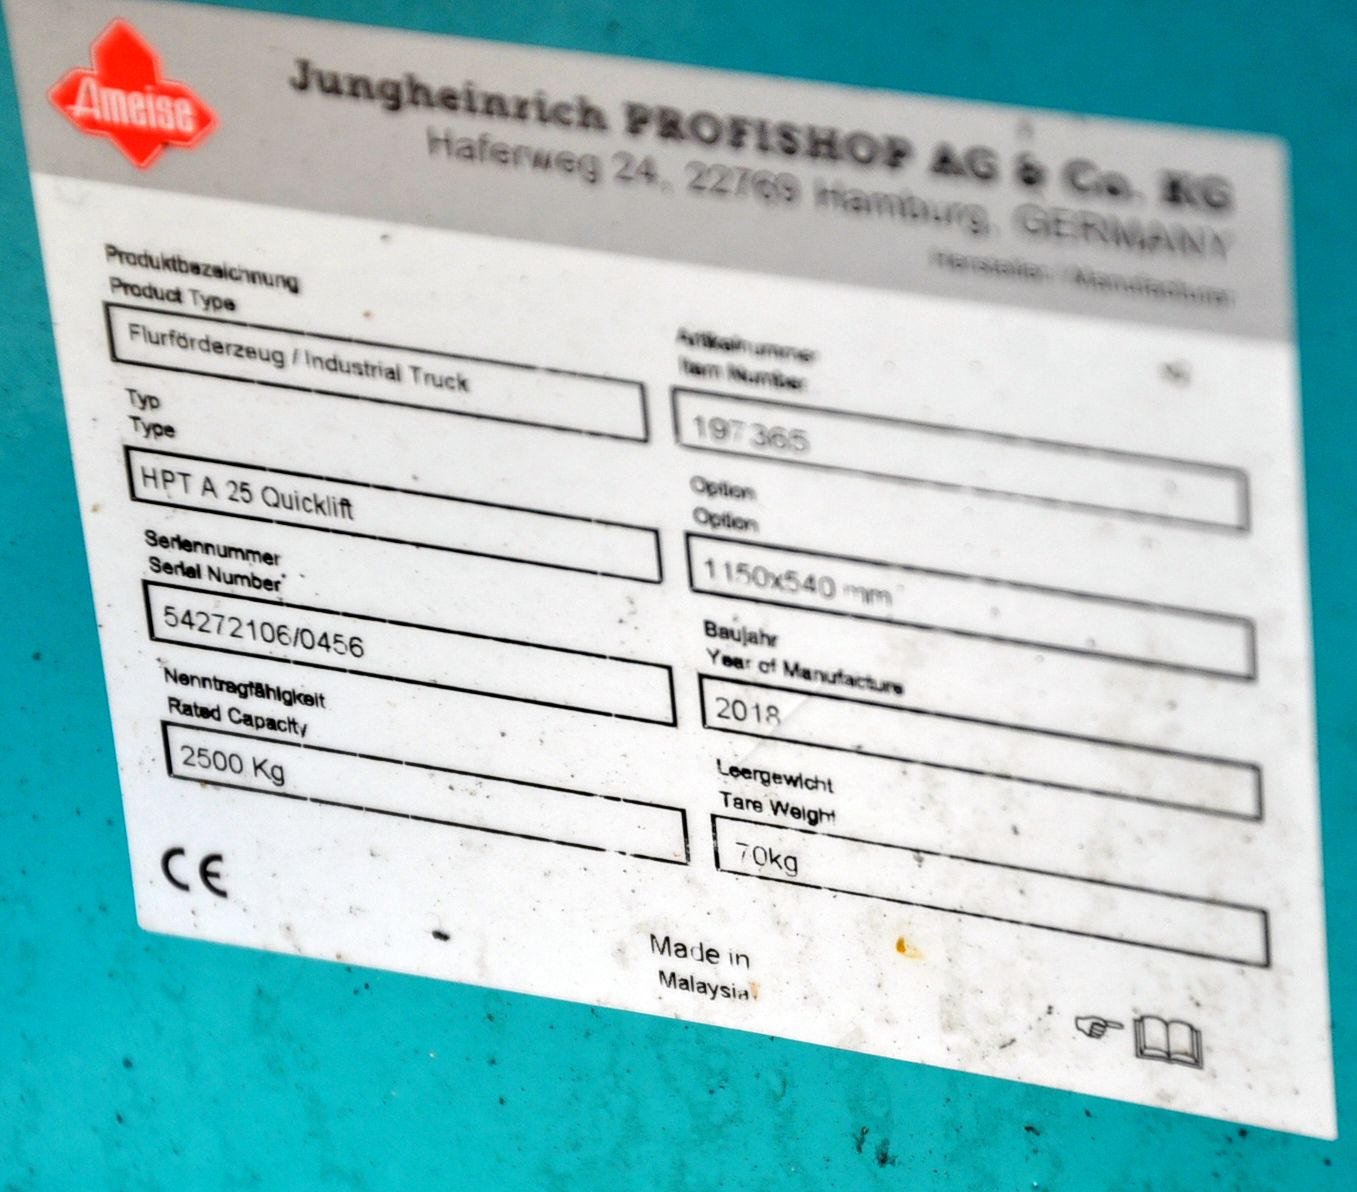 Ameise
Jungheinrich PROFISHOP AG & Co. KG
Haferweg 24, 22769 Hamburg, GERMANY
Hersteller / Manufacturer
Produktbezeichnung
Product Type
Flurförderzeug / Industrial Truck
Artikelnummer
Item Number
197365
Typ
Type
HPT A 25 Quicklift
Option
Option
1150x540 mm
Seriennummer
Serial Number
54272106/0456
Baujahr
Year of Manufacture
2018
Nenntragfähigkeit
Rated Capacity
2500 Kg
Leergewicht
Tare Weight
70kg
CE
Made in
Malaysia